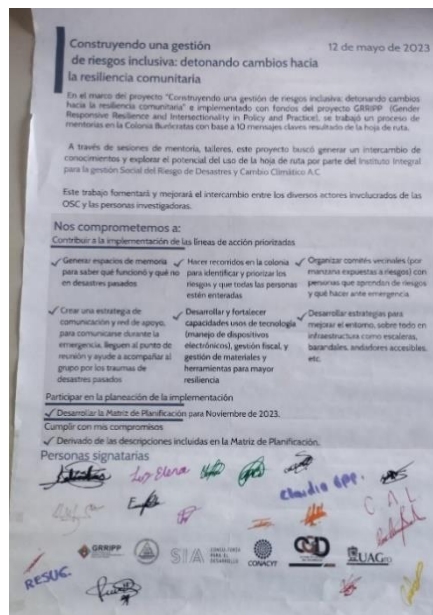 Construyendo una gestión
de riesgos inclusiva: detonando cambios hacia
la resiliencia comunitaria
12 de mayo de 2023
En el marco del proyecto "Construyendo una gestión de riesgos inclusiva: detonando cambios
hacia la resiliencia comunitaria" e implementado con fondos del proyecto GRRIPP (Gender
Responsive Resilience and Intersectionality in Policy and Practice), se trabajó un proceso de
mentorías en la Colonia Burócratas con base a 10 mensajes claves resultado de la hoja de ruta.
A través de sesiones de mentoría, talleres, este proyecto buscó generar un intercambio de
conocimientos y explorar el potencial del uso de la hoja de ruta por parte del Instituto Integral
para la gestión Social del Riesgo de Desastres y Cambio Climático A.C
Este trabajo fomentará y mejorará el intercambio entre los diversos actores involucrados de las
OSC y las personas investigadoras.
Nos comprometemos a:
Contribuir a la implementación de las líneas de acción priorizadas
✓ Generar espacios de memoria
para saber qué funcionó y qué no
en desastres pasados
✓ Hacer recorridos en la colonia
para identificar y priorizar los
riesgos y que todas las personas
estén enteradas
✓ Organizar comités vecinales (por
manzana expuestas a riesgos) con
personas que aprendan de riesgos
y qué hacer ante emergencia.
✓ Crear una estrategia de
comunicación y red de apoyo,
para comunicarse durante la
emergencia, lleguen al punto de
reunión y ayude a acompañar al
grupo por los traumas de
desastres pasados
✓ Desarrollar y fortalecer
capacidades usos de tecnología
(manejo de dispositivos
electrónicos), gestión fiscal, y
gestión de materiales y
herramientas para mayor
resiliencia
✓ Desarrollar estrategias para
mejorar el entorno, sobre todo en
infraestructura como escaleras,
barandales, andadores accesibles,
etc.
Participar en la planeación de la implementación
✓ Desarrollar la Matriz de Planificación para Noviembre de 2023.
Cumplir con mis compromisos
✓ Derivado de las descripciones incluidas en la Matriz de Planificación.
Personas signatarias
Luz Elena
Claudia
CAL
GRRIPP
SIA
CONSULTORÍA
PARA EL
DESARROLLO
CONACYT
UAGro
RESUG.